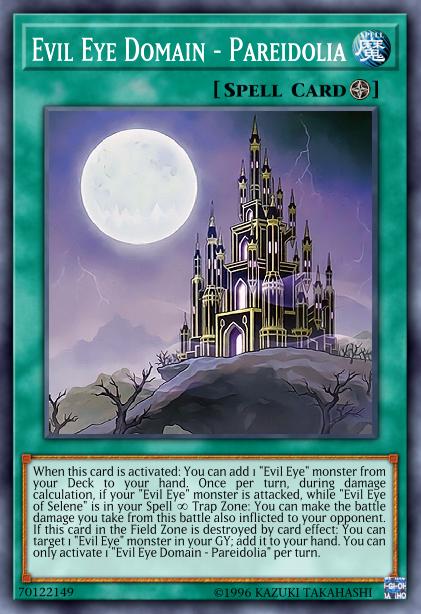 EVIL EYE DOMAIN - PAREIDOLIA
SPELL
魔
[SPELL CARD]
When this card is activated: You can add 1 "Evil Eye" monster from
your Deck to your hand. Once per turn, during damage
calculation, if your "Evil Eye" monster is attacked, while "Evil Eye
of Selene" is in your Spell ∞ Trap Zone: You can make the battle
damage you take from this battle also inflicted to your opponent.
If this card in the Field Zone is destroyed by card effect: You can
target 1 "Evil Eye" monster in your GY; add it to your hand. You can
only activate 1 "Evil Eye Domain - Pareidolia" per turn.
70122149
©1996 KAZUKI TAKAHASHI